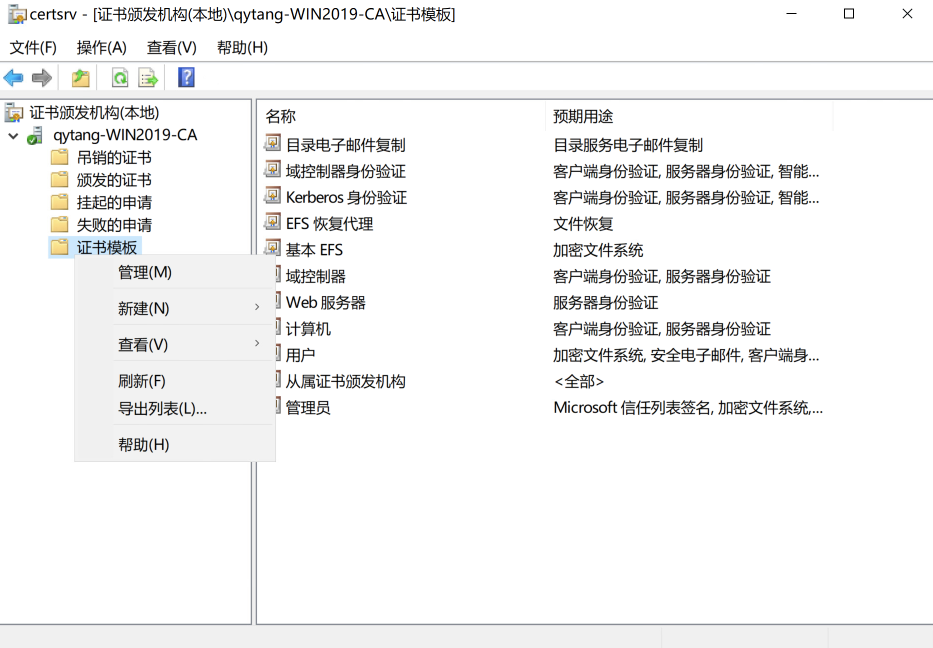 certsrv - [证书颁发机构(本地)\qytang-WIN2019-CA\证书模板]
文件(F) 操作(A) 查看(V) 帮助(H)
证书颁发机构(本地)
qytang-WIN2019-CA
吊销的证书
颁发的证书
挂起的申请
失败的申请
证书模板
管理(M)
新建(N)
查看(V)
刷新(F)
导出列表(L)...
帮助(H)
名称 预期用途
目录电子邮件复制 目录服务电子邮件复制
域控制器身份验证 客户端身份验证, 服务器身份验证, 智能...
Kerberos 身份验证 客户端身份验证, 服务器身份验证, 智能...
EFS 恢复代理 文件恢复
基本 EFS 加密文件系统
域控制器 客户端身份验证, 服务器身份验证
Web 服务器 服务器身份验证
计算机 客户端身份验证, 服务器身份验证
用户 加密文件系统, 安全电子邮件, 客户端身...
从属证书颁发机构 <全部>
管理员 Microsoft 信任列表签名, 加密文件系统,...